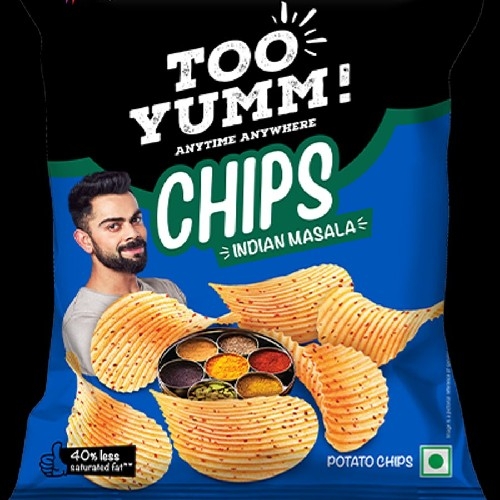 TOO
YUMM!
ANYTIME ANYWHERE
CHIPS
INDIAN MASALA
40% less
saturated fat**
POTATO CHIPS